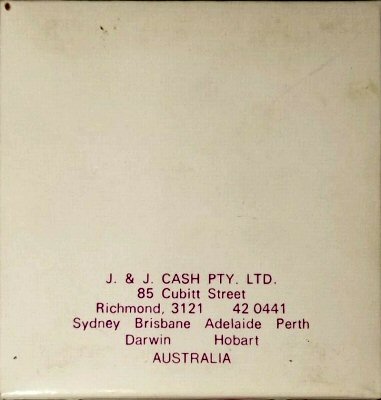 J. & J. CASH PTY. LTD.
85 Cubitt Street
Richmond, 3121 42 0441
Sydney Brisbane Adelaide Perth
Darwin Hobart
AUSTRALIA